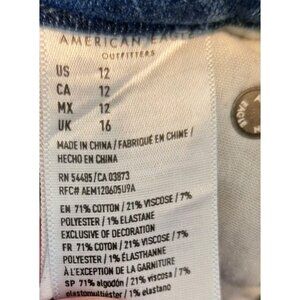 AMERICAN EAGLE
OUTFITTERS
US 12
CA 12
MX 12
UK 16
MADE IN CHINA / FABRIQUÉ EN CHINE /
HECHO EN CHINA
RN 54485/CA 03873
RFC# AEM120605U9A
EN 71% COTTON / 21% VISCOSE / 7%
POLYESTER / 1% ELASTANE
EXCLUSIVE OF DECORATION
FR 71% COTON / 21% VISCOSE / 7%
POLYESTER / 1% ÉLASTHANNE
À L'EXCEPTION DE LA GARNITURE
SP 71% algodón / 21% viscosa / 7%
elastomultiéster / 1% elastano